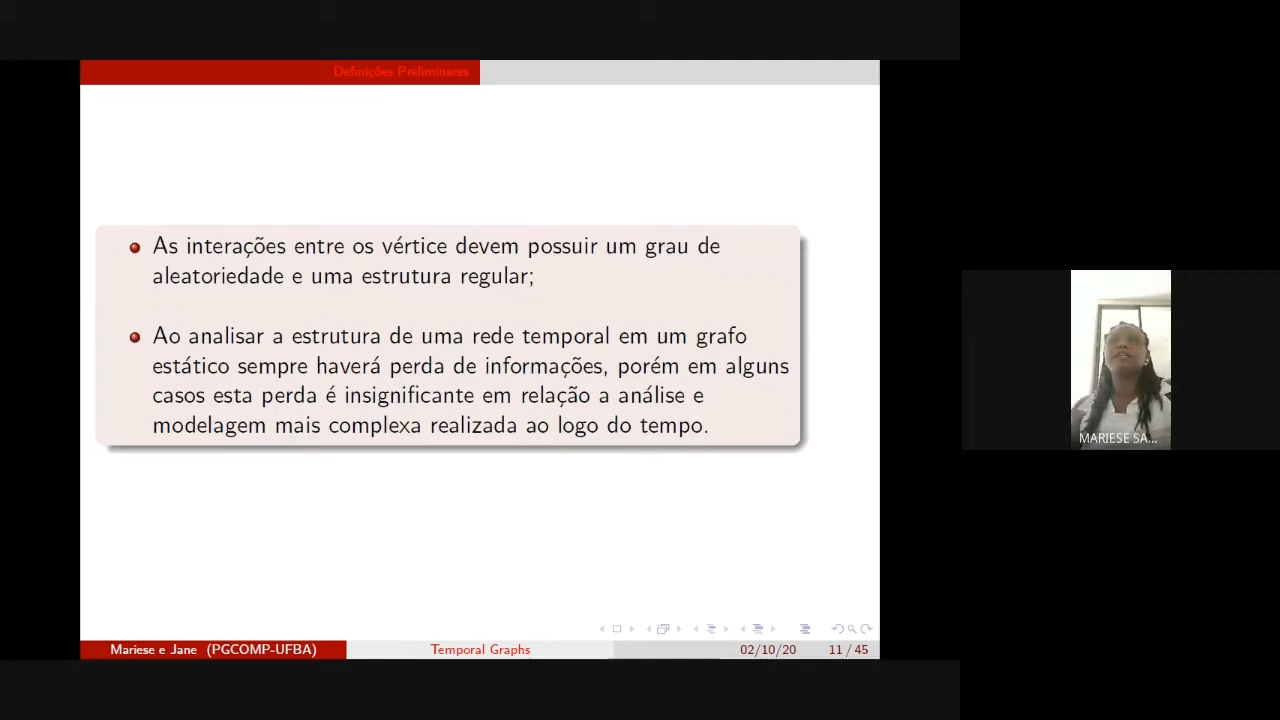 Definições Preliminares
As interações entre os vértice devem possuir um grau de
aleatoriedade e uma estrutura regular;
Ao analisar a estrutura de uma rede temporal em um grafo
estático sempre haverá perda de informações, porém em alguns
casos esta perda é insignificante em relação a análise e
modelagem mais complexa realizada ao logo do tempo.
MARIESE SA...
Mariese e Jane (PGCOMP-UFBA)
Temporal Graphs
02/10/20
11 / 45